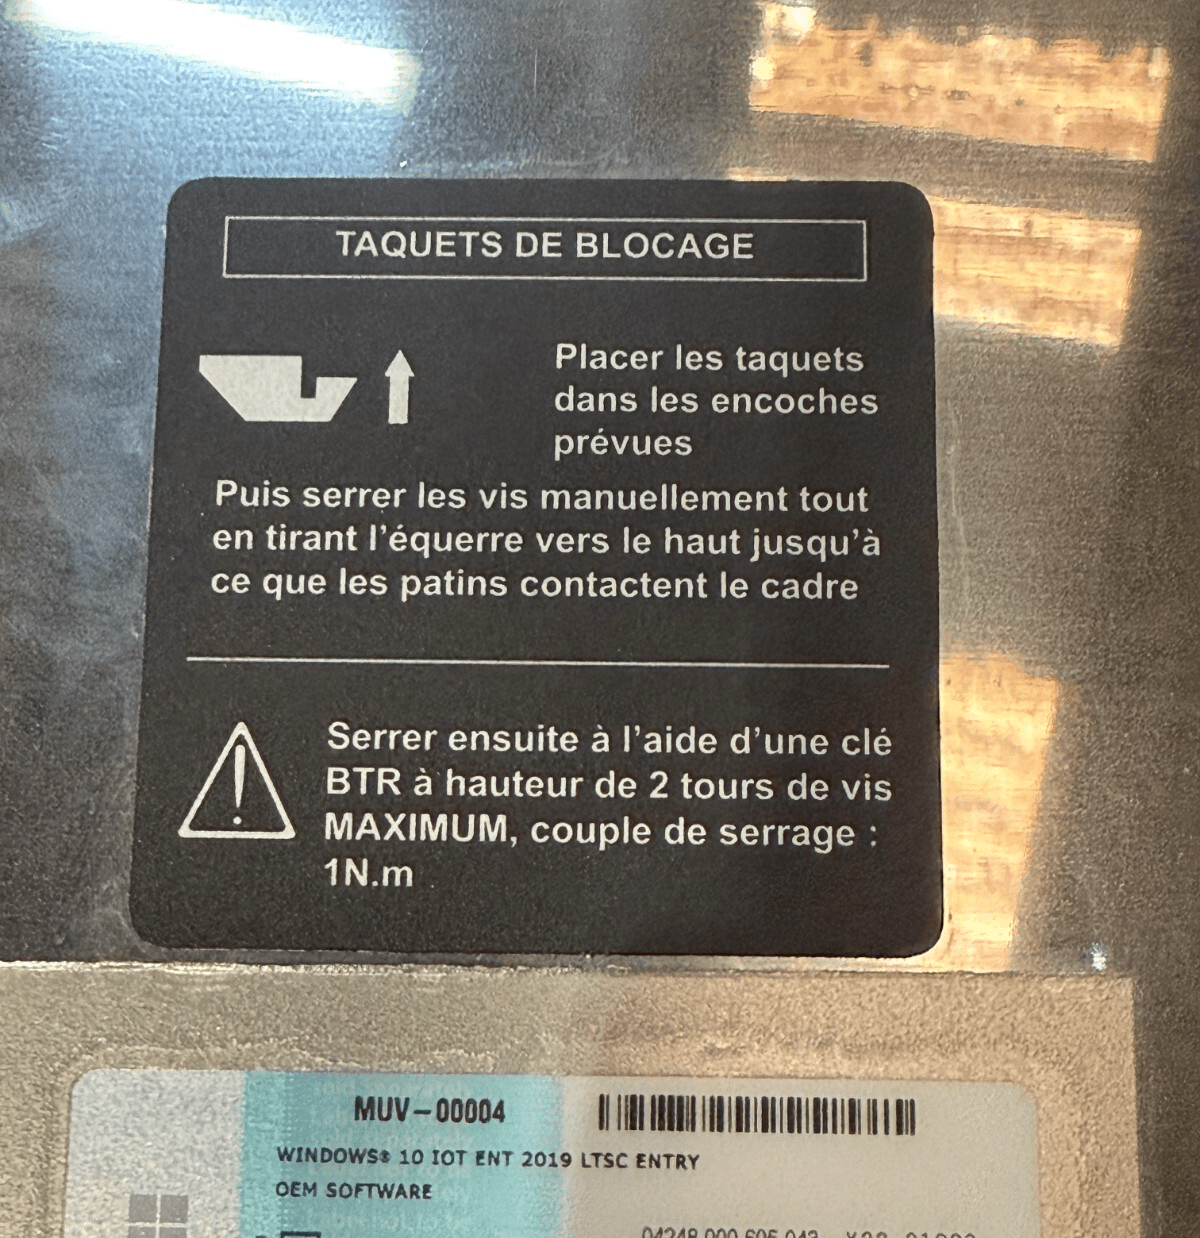 TAQUETS DE BLOCAGE
Placer les taquets
dans les encoches
prévues
Puis serrer les vis manuellement tout
en tirant l'équerre vers le haut jusqu'à
ce que les patins contactent le cadre
Serrer ensuite à l'aide d'une clé
BTR à hauteur de 2 tours de vis
MAXIMUM, couple de serrage :
1N.m
MUV-00004
WINDOWS® 10 IOT ENT 2019 LTSC ENTRY
OEM SOFTWARE